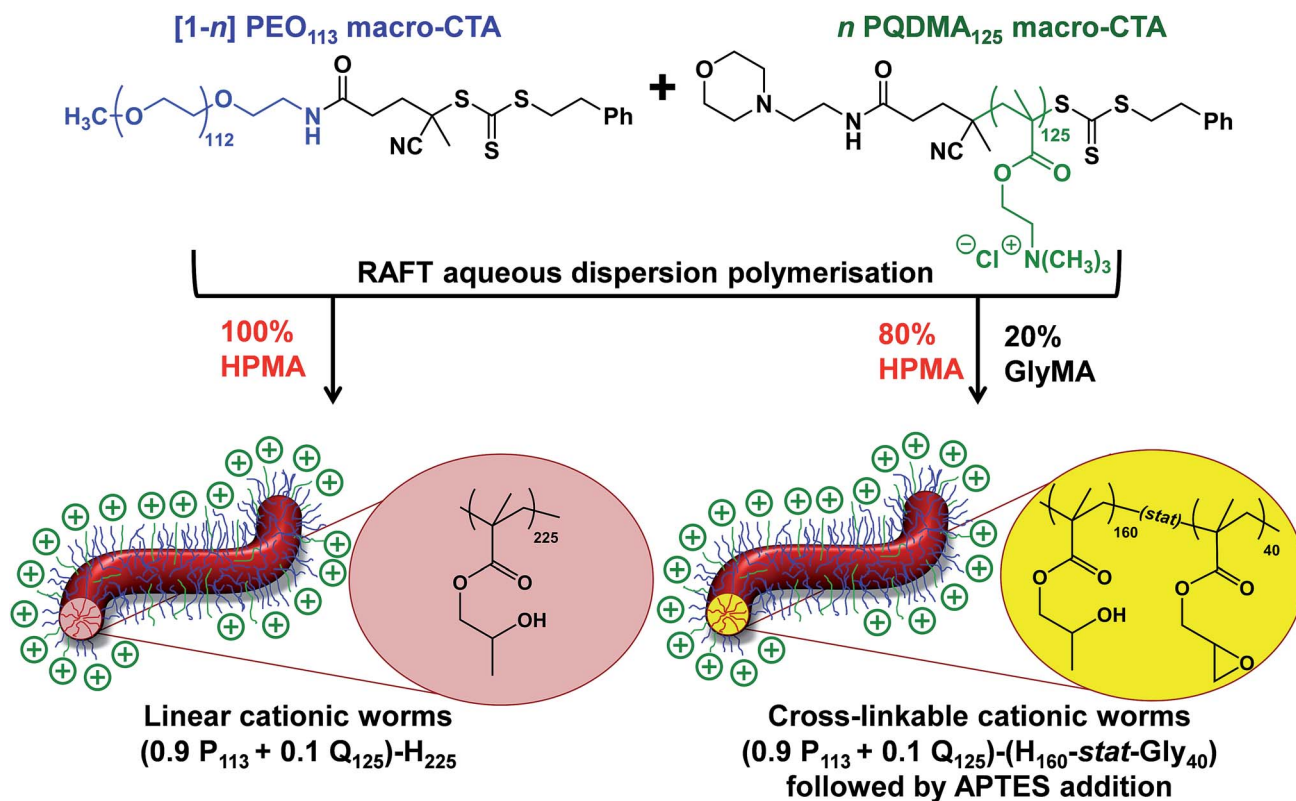 [1-n] PEO113 macro-CTA
n PQDMA125 macro-CTA
H3C
O
112
O
N
H
O
NC
S
S
S
Ph
+
O
N
N
H
O
NC
125
S
S
S
Ph
O
O
− Cl + N(CH3)3
RAFT aqueous dispersion polymerisation
100%
HPMA
80%
HPMA
20%
GlyMA
225
O
O
OH
160
(stat)
40
O
O
OH
O
O
O
Linear cationic worms
(0.9 P113 + 0.1 Q125)-H225
Cross-linkable cationic worms
(0.9 P113 + 0.1 Q125)-(H160-stat-Gly40)
followed by APTES addition